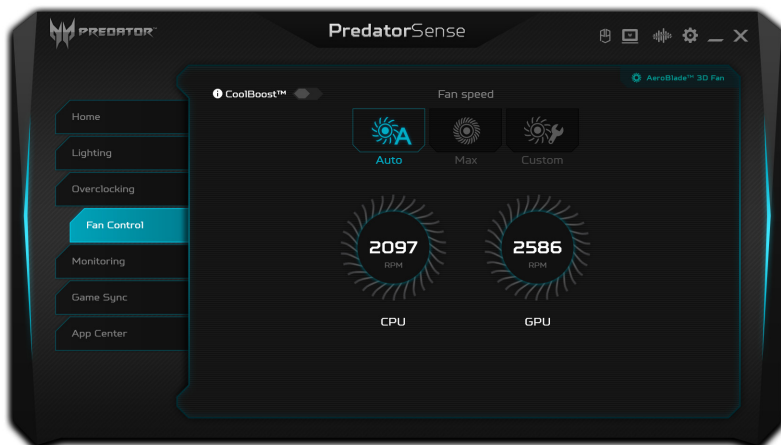 PREDATOR
PredatorSense
AeroBlade™ 3D Fan
CoolBoost™
Fan speed
Home
Lighting
Overclocking
Fan Control
Monitoring
Game Sync
App Center
Auto
Max
Custom
2097
RPM
CPU
2586
RPM
GPU